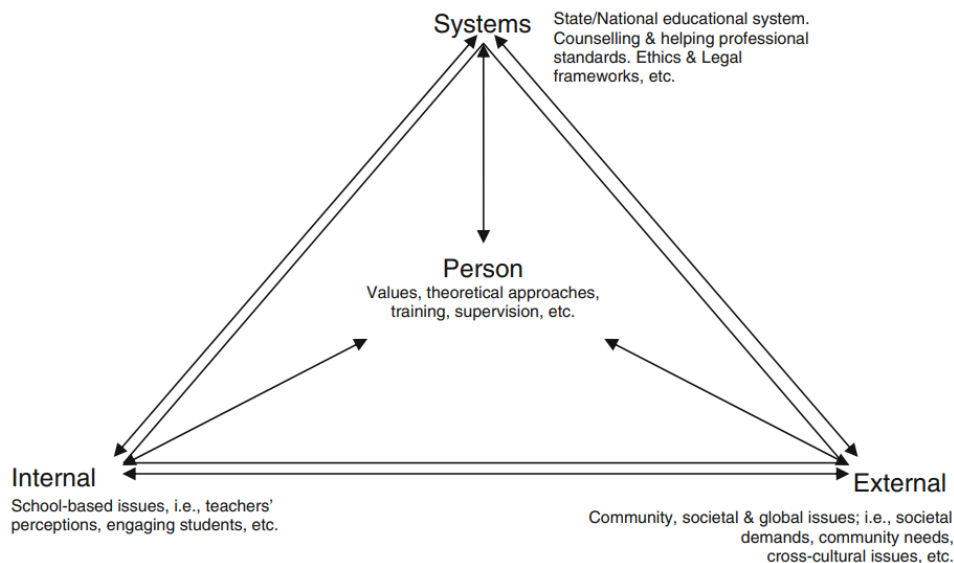 Systems
State/National educational system.
Counselling & helping professional
standards. Ethics & Legal
frameworks, etc.
Person
Values, theoretical approaches,
training, supervision, etc.
Internal
School-based issues, i.e., teachers'
perceptions, engaging students, etc.
External
Community, societal & global issues; i.e., societal
demands, community needs,
cross-cultural issues, etc.